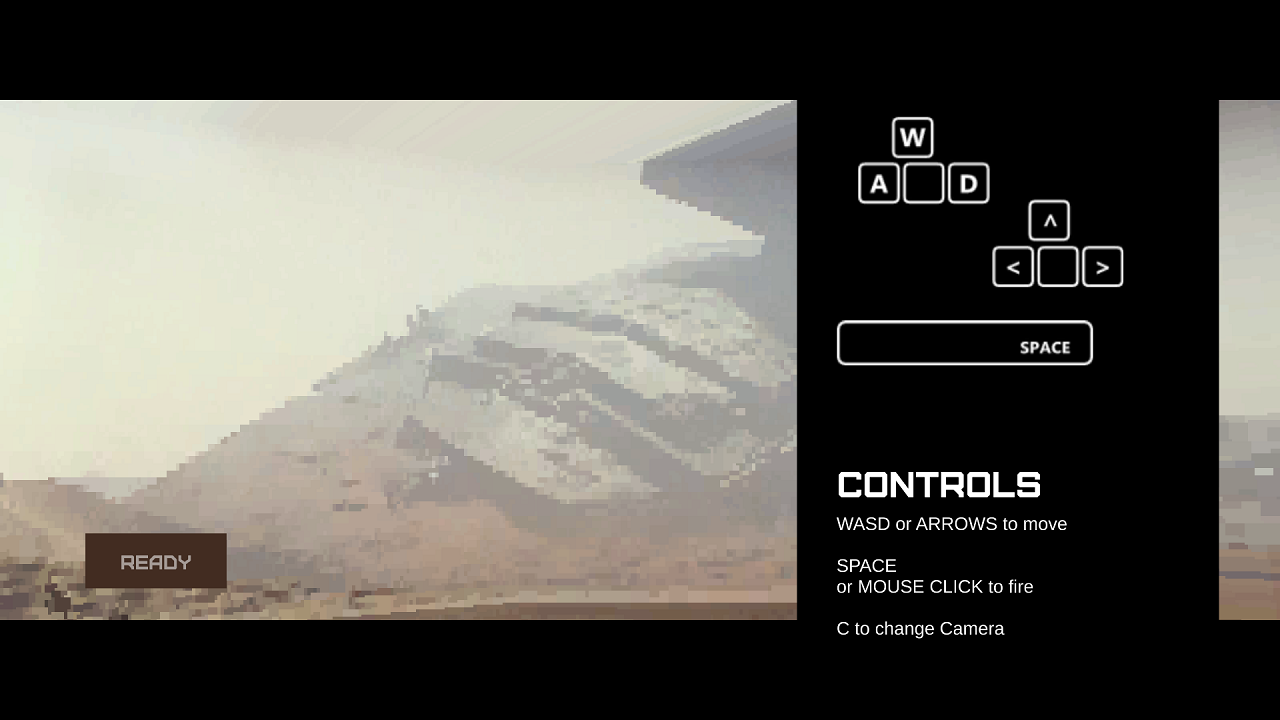 W
A D
^
< >
SPACE
CONTROLS
WASD or ARROWS to move
SPACE
or MOUSE CLICK to fire
C to change Camera
READY